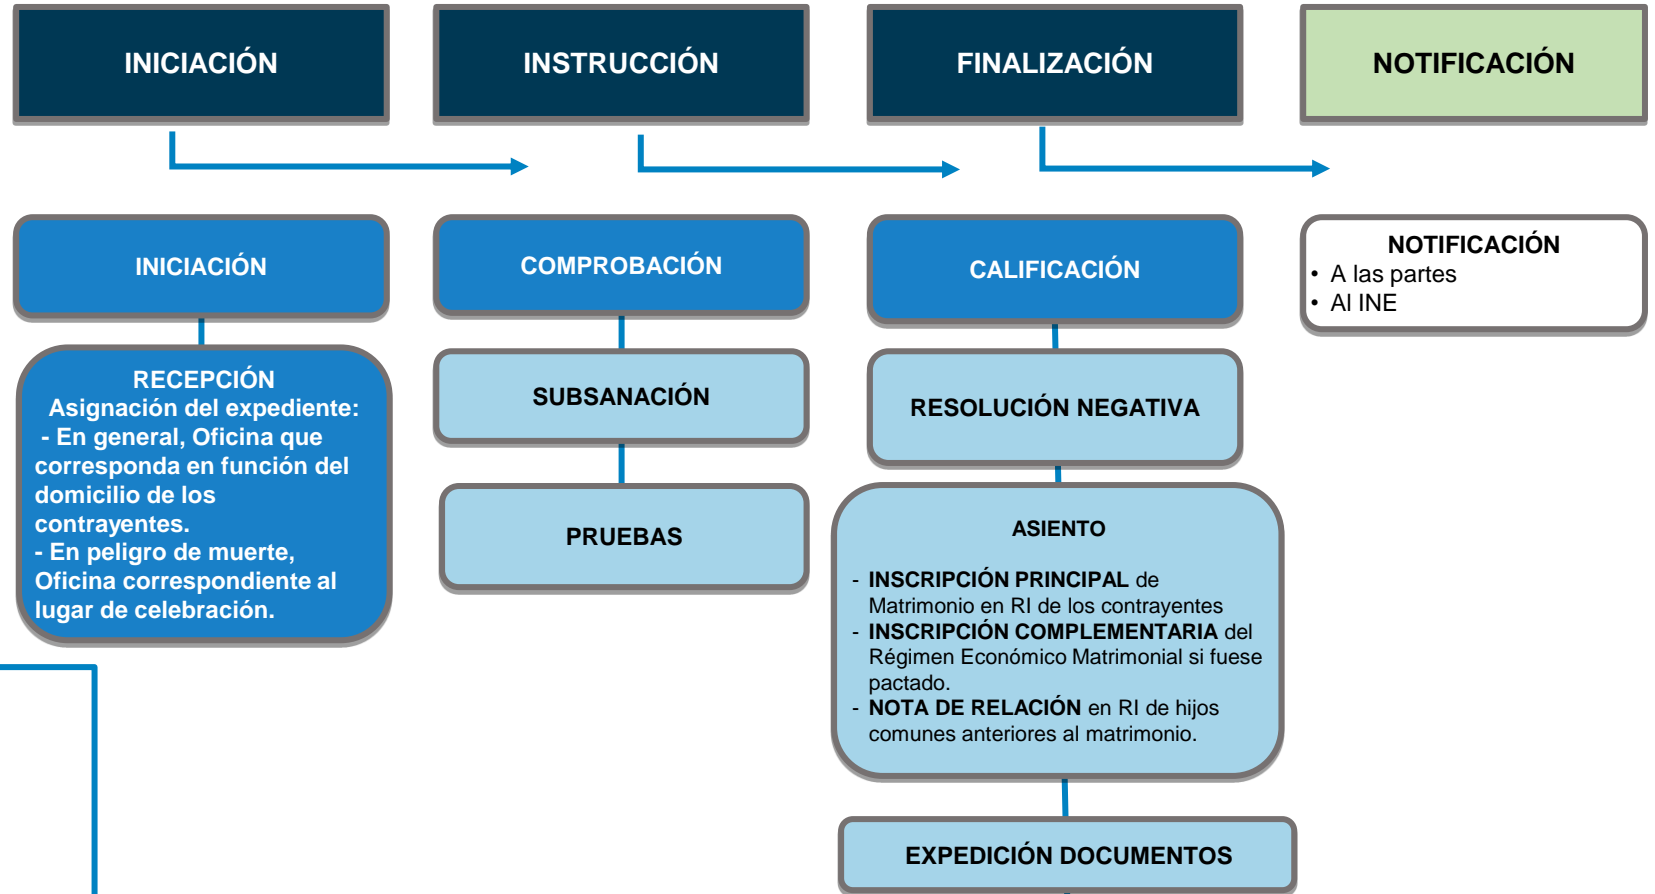 INICIACIÓN
INSTRUCCIÓN
FINALIZACIÓN
NOTIFICACIÓN
INICIACIÓN
RECEPCIÓN
Asignación del expediente:
- En general, Oficina que
corresponda en función del
domicilio de los
contrayentes.
- En peligro de muerte,
Oficina correspondiente al
lugar de celebración.
COMPROBACIÓN
SUBSANACIÓN
PRUEBAS
CALIFICACIÓN
RESOLUCIÓN NEGATIVA
ASIENTO
- INSCRIPCIÓN PRINCIPAL de
Matrimonio en RI de los contrayentes
- INSCRIPCIÓN COMPLEMENTARIA del
Régimen Económico Matrimonial si fuese
pactado.
- NOTA DE RELACIÓN en RI de hijos
comunes anteriores al matrimonio.
EXPEDICIÓN DOCUMENTOS
NOTIFICACIÓN
• A las partes
• Al INE